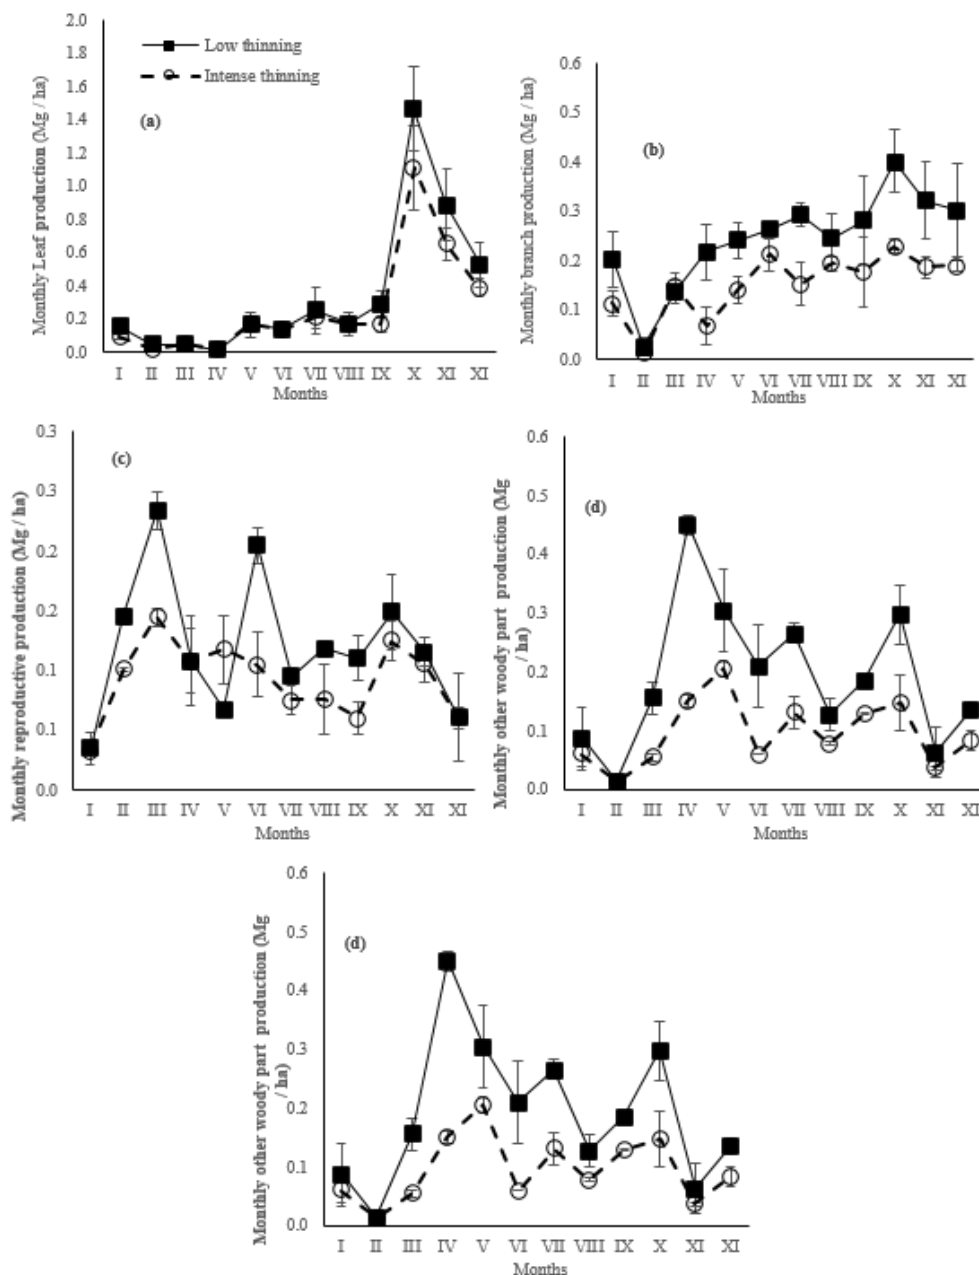 Monthly Leaf production (Mg / ha)
2.0
1.8
1.6
1.4
1.2
1.0
0.8
0.6
0.4
0.2
0.0
Low thinning
Intense thinning
(a)
I II III IV V VI VII VIII IX X XI XI
Months
Monthly branch production (Mg / ha)
0.6
0.5
0.4
0.3
0.2
0.1
0.0
(b)
I II III IV V VI VII VIII IX X XI XI
Months
Monthly reproductive production (Mg / ha)
0.3
0.3
0.2
0.2
0.1
0.1
0.0
(c)
I II III IV V VI VII VIII IX X XI XI
Months
Monthly other woody part production (Mg
/ ha)
0.6
0.5
0.4
0.3
0.2
0.1
0.0
(d)
I II III IV V VI VII VIII IX X XI XI
Months
Monthly other woody part production (Mg
/ ha)
0.6
0.5
0.4
0.3
0.2
0.1
0.0
(d)
I II III IV V VI VII VIII IX X XI XI
Months